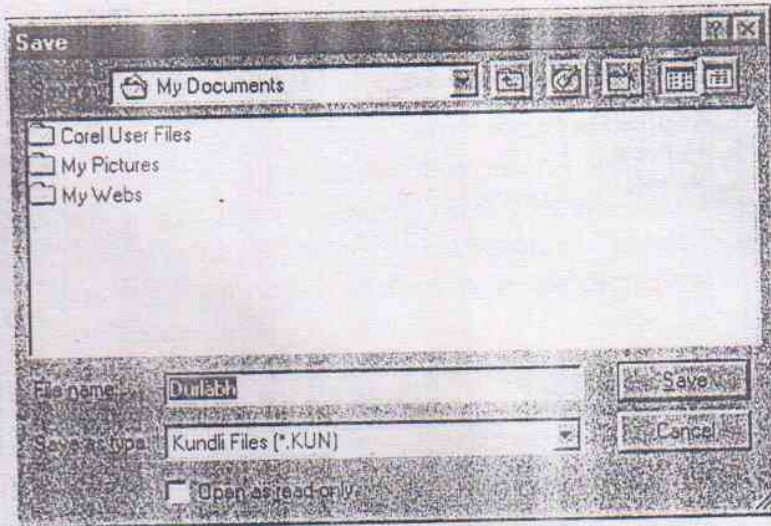 Save
My Documents
Corel User Files
My Pictures
My Webs
File name:
Durlabh
Save
Save as type
Kundli Files (*.KUN)
Cancel
Open as read-only